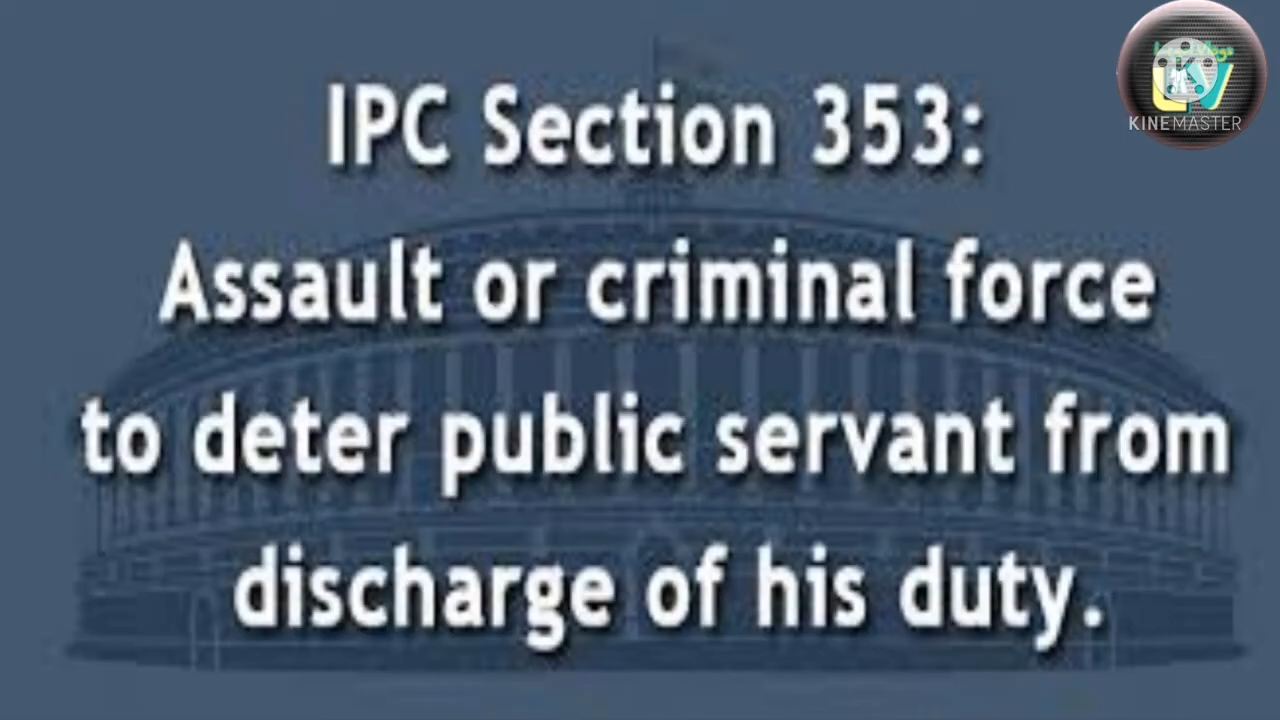 IPC Section 353:
Assault or criminal force
to deter public servant from
discharge of his duty.
KINEMASTER